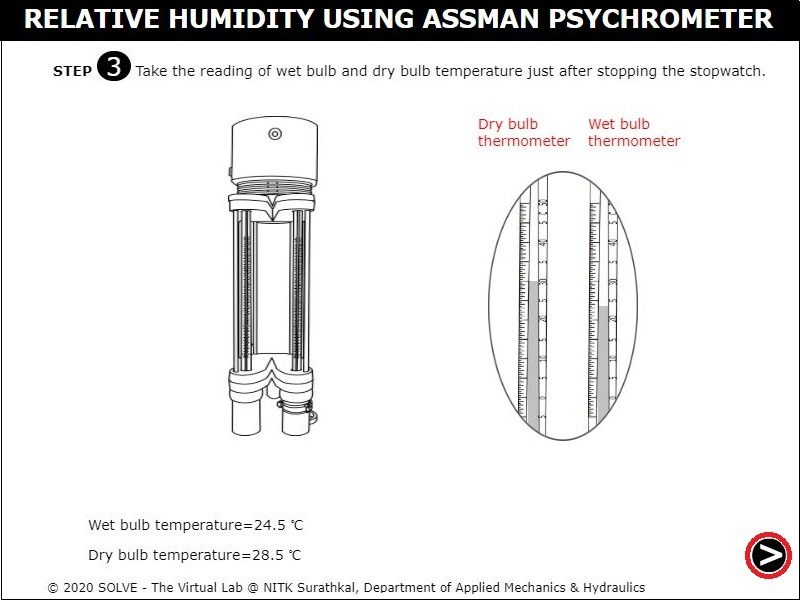 RELATIVE HUMIDITY USING ASSMAN PSYCHROMETER
STEP 3 Take the reading of wet bulb and dry bulb temperature just after stopping the stopwatch.
Dry bulb
thermometer
Wet bulb
thermometer
Wet bulb temperature=24.5 ℃
Dry bulb temperature=28.5 ℃
© 2020 SOLVE - The Virtual Lab @ NITK Surathkal, Department of Applied Mechanics & Hydraulics